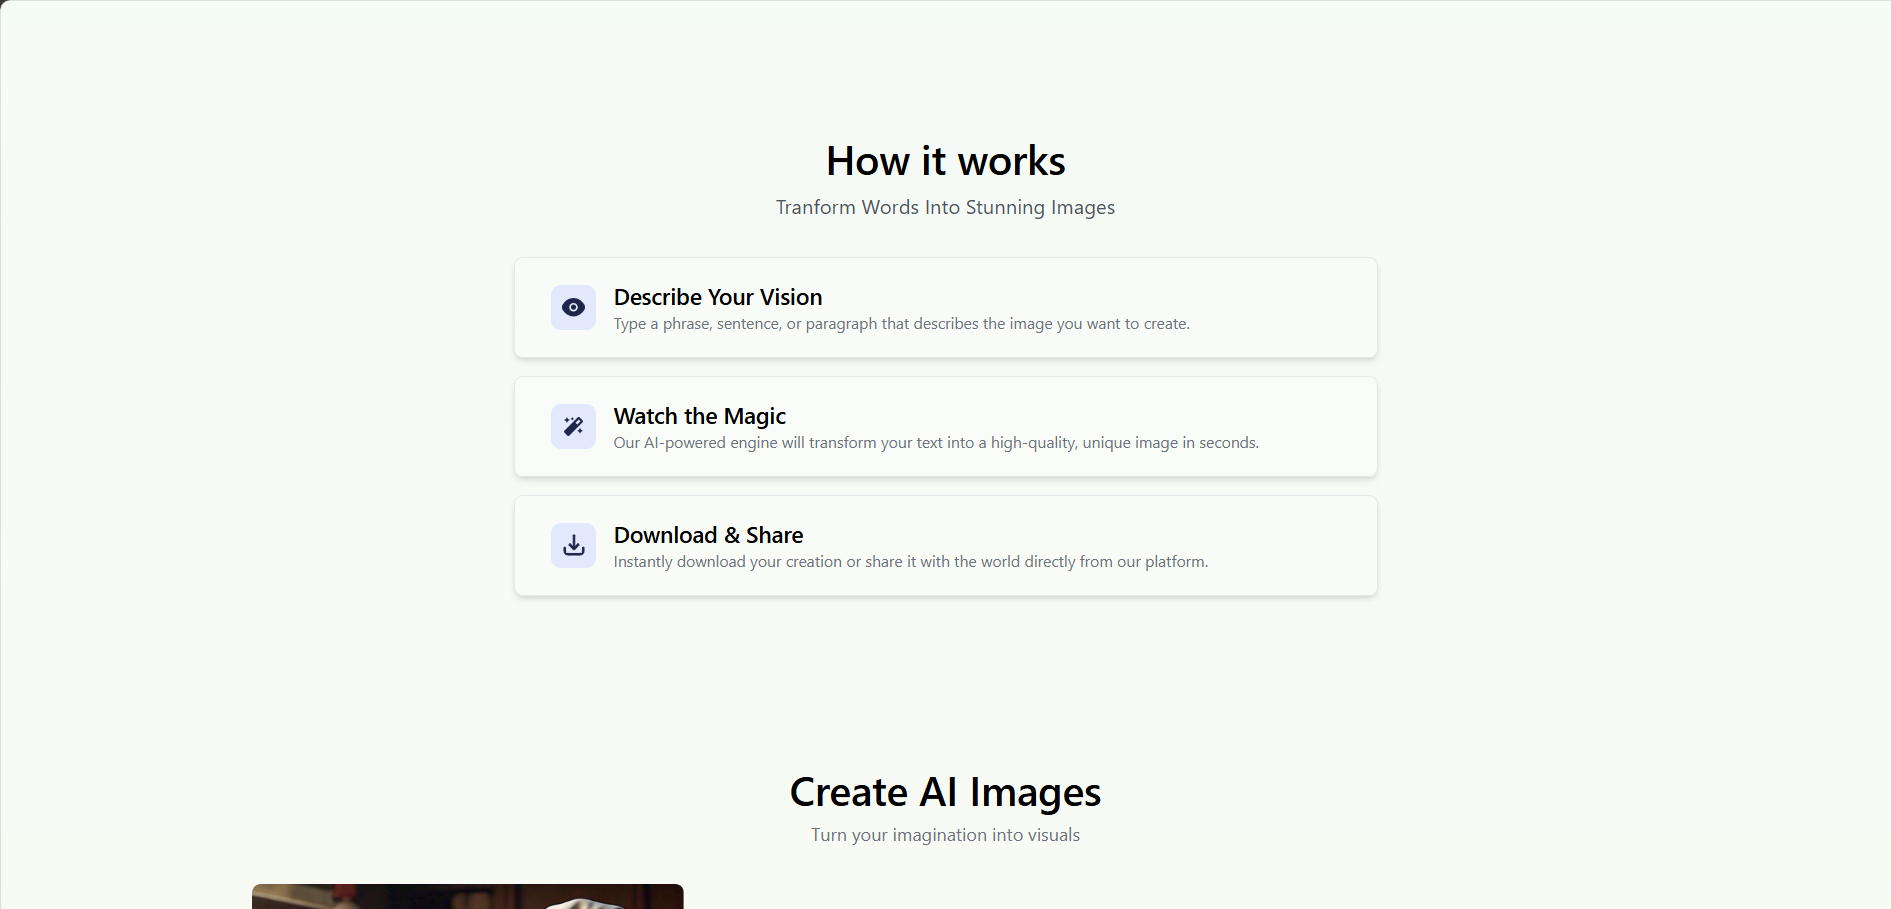 How it works
Tranform Words Into Stunning Images
Describe Your Vision
Type a phrase, sentence, or paragraph that describes the image you want to create.
Watch the Magic
Our AI-powered engine will transform your text into a high-quality, unique image in seconds.
Download & Share
Instantly download your creation or share it with the world directly from our platform.
Create AI Images
Turn your imagination into visuals